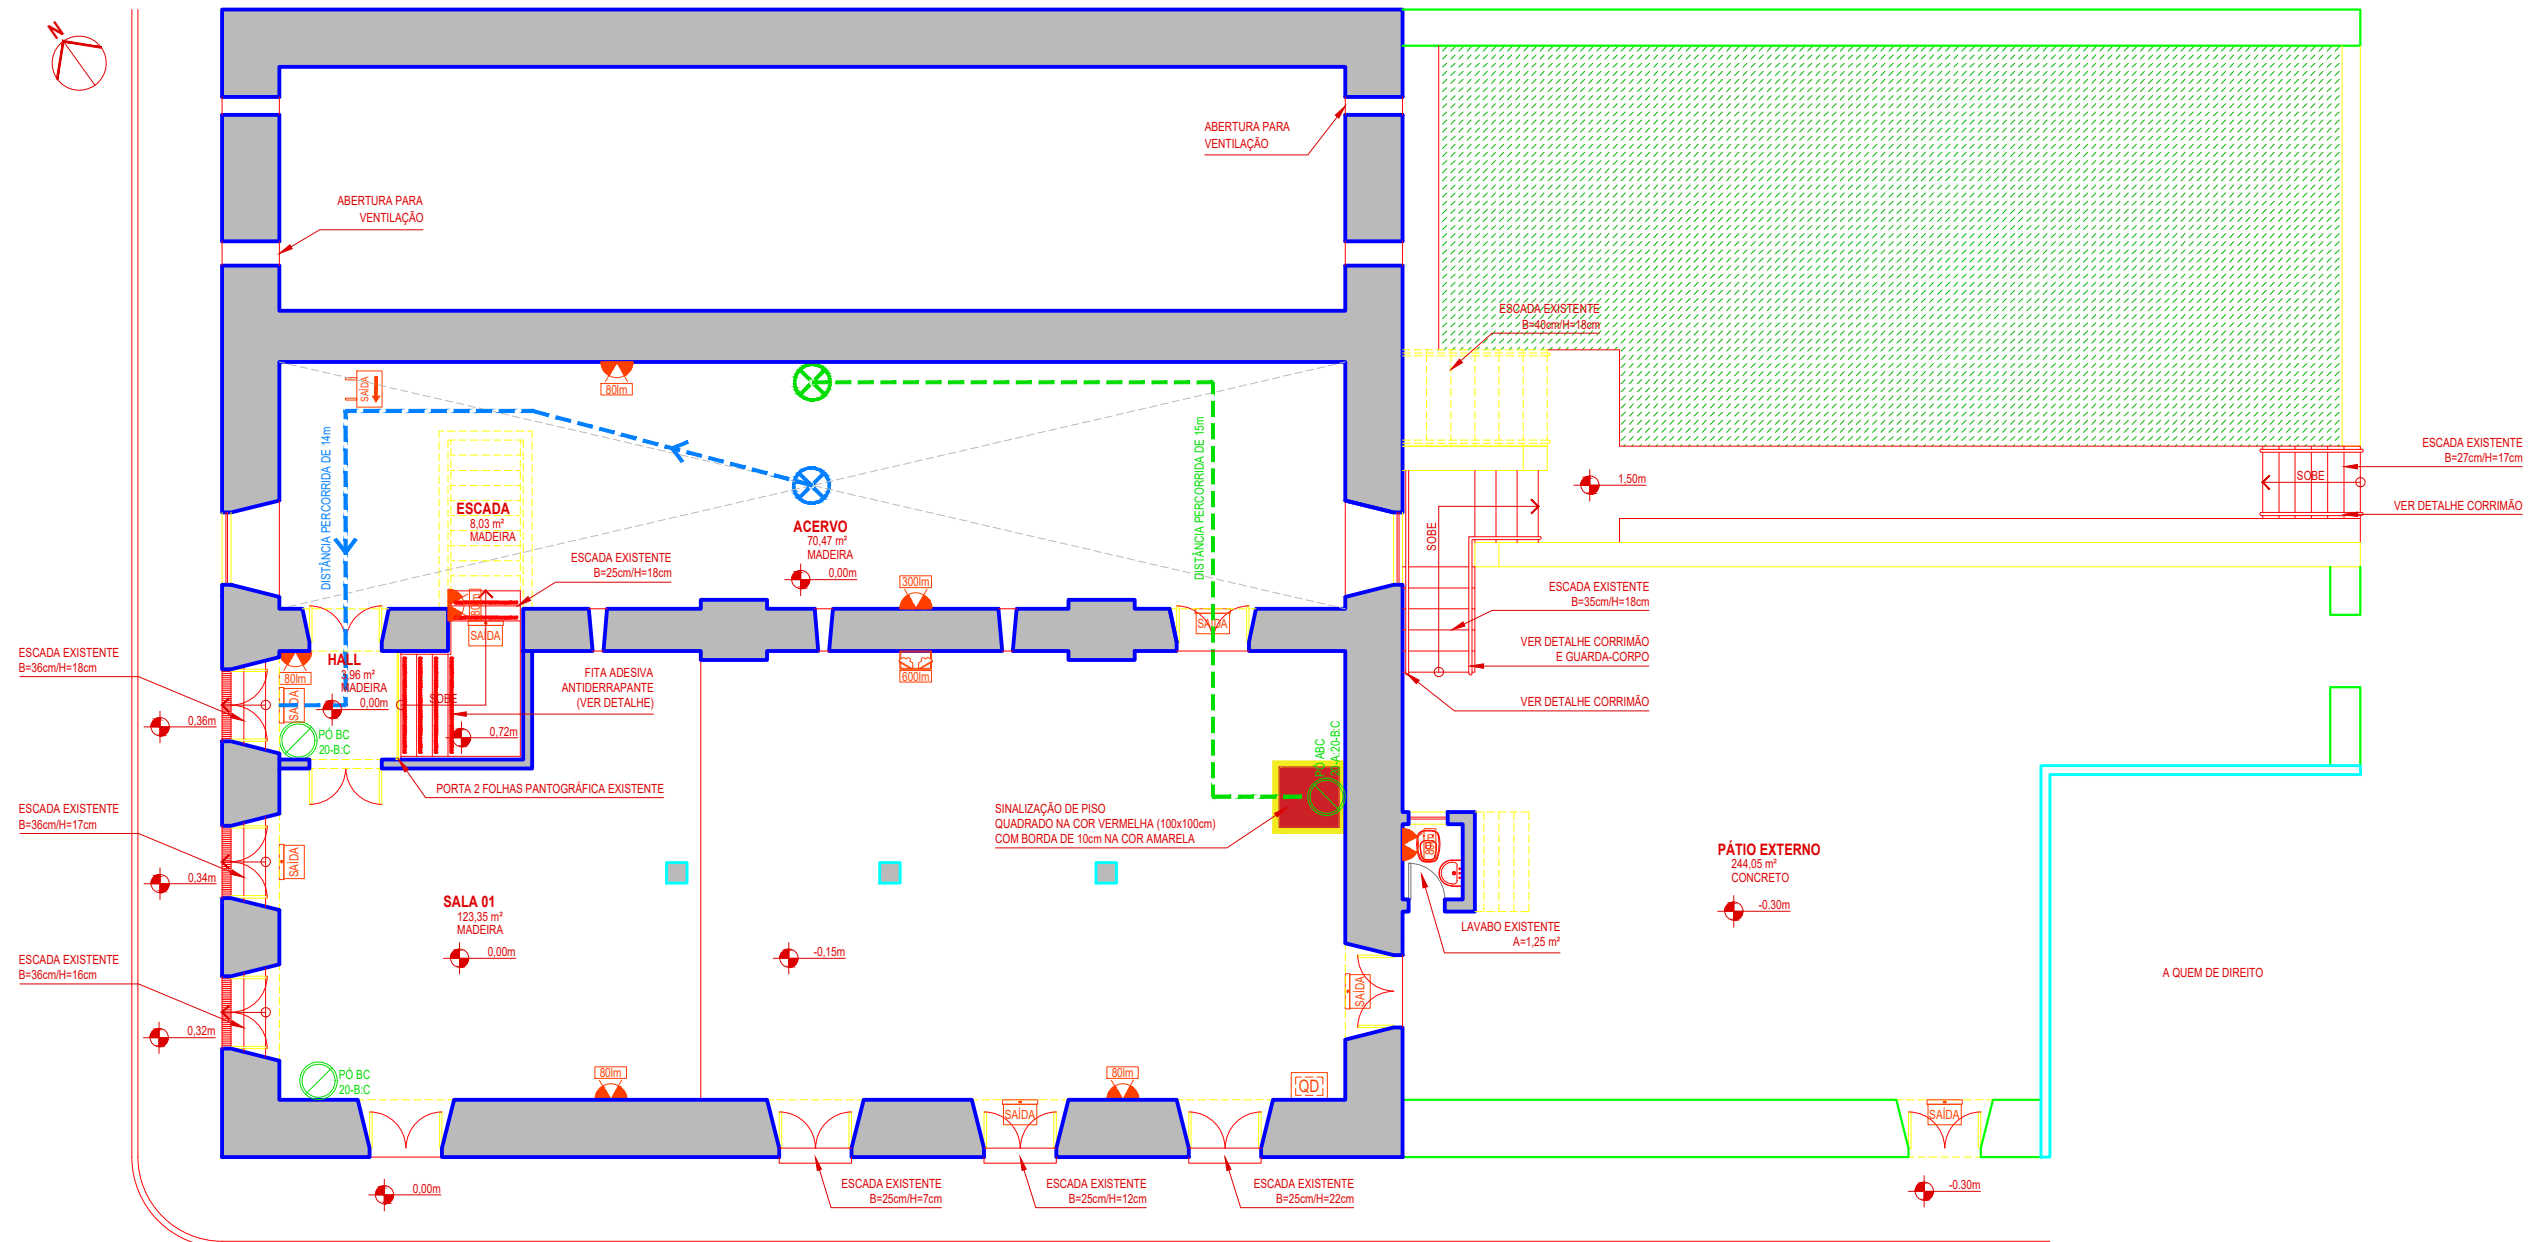 N
ABERTURA PARA
VENTILAÇÃO
ABERTURA PARA
VENTILAÇÃO
ESCADA EXISTENTE
B=40cm/H=18cm
SAÍDA
80lm
DISTÂNCIA PERCORRIDA DE 14m
DISTÂNCIA PERCORRIDA DE 15m
ESCADA
8,03 m²
MADEIRA
ACERVO
70,47 m²
MADEIRA
0,00m
ESCADA EXISTENTE
B=25cm/H=18cm
300lm
80lm
SAÍDA
SAÍDA
1,50m
SOBE
SOBE
ESCADA EXISTENTE
B=27cm/H=17cm
VER DETALHE CORRIMÃO
ESCADA EXISTENTE
B=35cm/H=18cm
VER DETALHE CORRIMÃO
E GUARDA-CORPO
VER DETALHE CORRIMÃO
ESCADA EXISTENTE
B=36cm/H=18cm
HALL
3,96 m²
MADEIRA
0,00m
80lm
SAÍDA
SOBE
0,72m
FITA ADESIVA
ANTIDERRAPANTE
(VER DETALHE)
600lm
0,36m
PÓ BC
20-B:C
PORTA 2 FOLHAS PANTOGRÁFICA EXISTENTE
PÓ ABC
20-A:20-B:C
SINALIZAÇÃO DE PISO
QUADRADO NA COR VERMELHA (100x100cm)
COM BORDA DE 10cm NA COR AMARELA
ESCADA EXISTENTE
B=36cm/H=17cm
SAÍDA
0,34m
80lm
SALA 01
123,35 m²
MADEIRA
0,00m
-0,15m
PÁTIO EXTERNO
244,05 m²
CONCRETO
-0.30m
LAVABO EXISTENTE
A=1,25 m²
A QUEM DE DIREITO
ESCADA EXISTENTE
B=36cm/H=16cm
0,32m
SAÍDA
PÓ BC
20-B:C
80lm
80lm
SAÍDA
QD
SAÍDA
0,00m
ESCADA EXISTENTE
B=25cm/H=7cm
ESCADA EXISTENTE
B=25cm/H=12cm
ESCADA EXISTENTE
B=25cm/H=22cm
-0.30m